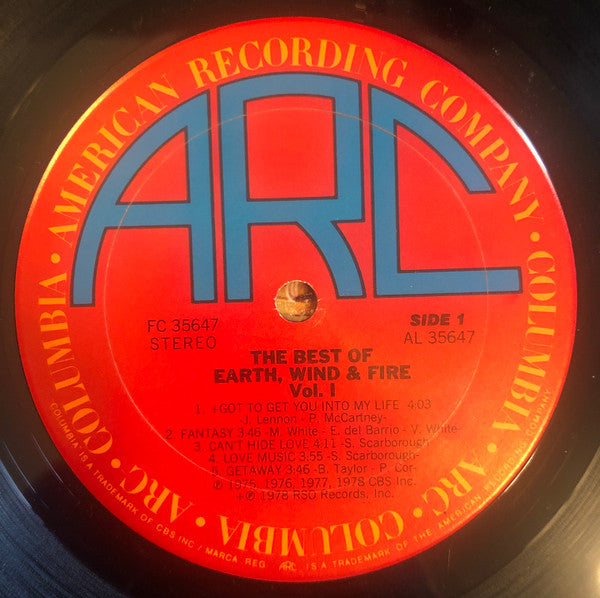 COLUMBIA • AMERICAN RECORDING COMPANY • COLUMBIA • ARC • COLUMBIA • ARC •
ARC
FC 35647
STEREO
SIDE 1
AL 35647
THE BEST OF
EARTH, WIND & FIRE
Vol. I
1. +GOT TO GET YOU INTO MY LIFE 4:03
J. Lennon- P. McCartney-
2. FANTASY 3:46 -M. White- E. del Barrio- V. White-
3. CAN'T HIDE LOVE 4:11 -S. Scarborough-
4. LOVE MUSIC 3:55 -S. Scarborough-
5. GETAWAY 3:46 -B. Taylor - P. Cor-
℗ 1975, 1976, 1977, 1978 CBS Inc.
+℗ 1978 RSO Records, Inc.
COLUMBIA IS A TRADEMARK OF CBS INC / MARCA REG. ARC IS A TRADEMARK OF THE AMERICAN RECORDING COMPANY.